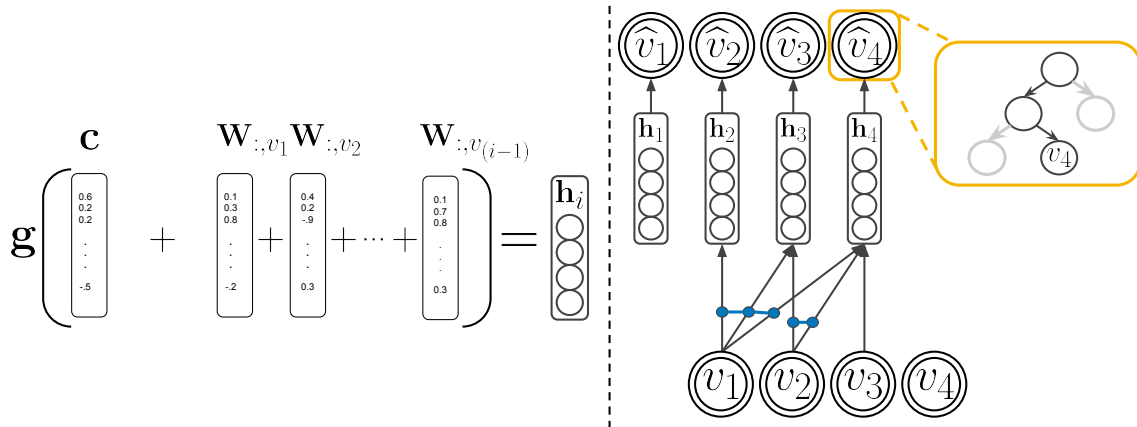 c W:,v1 W:,v2 W:,v(i−1)
g ( 0.6 0.2 0.2 . . . -.5 + 0.1 0.3 0.8 . . . -.2 + 0.4 0.2 -.9 . . . 0.3 + ... + 0.1 0.7 0.8 . . . 0.3 ) = hi
v̂1 v̂2 v̂3 v̂4
h1 h2 h3 h4
v4
v1 v2 v3 v4